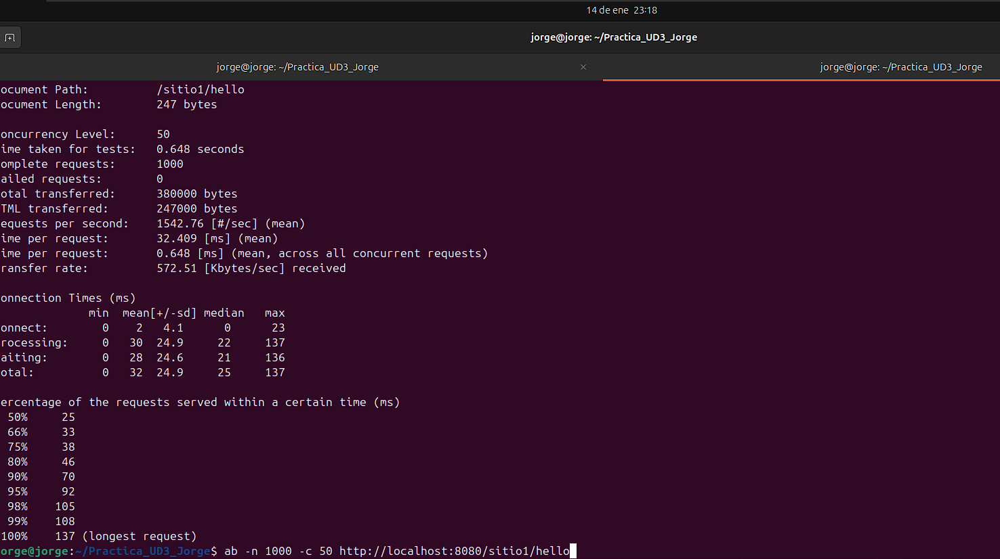 14 de ene 23:18
jorge@jorge: ~/Practica_UD3_Jorge
jorge@jorge: ~/Practica_UD3_Jorge × jorge@jorge: ~/Practica_UD3_Jorge
ocument Path:          /sitio1/hello
ocument Length:        247 bytes

oncurrency Level:      50
ime taken for tests:   0.648 seconds
omplete requests:      1000
ailed requests:        0
otal transferred:      380000 bytes
TML transferred:       247000 bytes
equests per second:    1542.76 [#/sec] (mean)
ime per request:       32.409 [ms] (mean)
ime per request:       0.648 [ms] (mean, across all concurrent requests)
ransfer rate:          572.51 [Kbytes/sec] received

onnection Times (ms)
             min  mean[+/-sd] median   max
onnect:        0    2   4.1      0      23
rocessing:     0   30  24.9     22     137
aiting:        0   28  24.6     21     136
otal:          0   32  24.9     25     137

ercentage of the requests served within a certain time (ms)
 50%     25
 66%     33
 75%     38
 80%     46
 90%     70
 95%     92
 98%    105
 99%    108
100%    137 (longest request)
orge@jorge:~/Practica_UD3_Jorge$ ab -n 1000 -c 50 http://localhost:8080/sitio1/hello